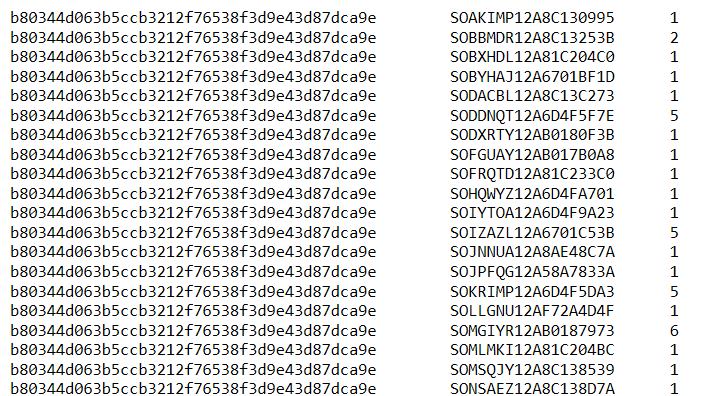 b80344d063b5ccb3212f76538f3d9e43d87dca9e SOAKIMP12A8C130995 1
b80344d063b5ccb3212f76538f3d9e43d87dca9e SOBBMDR12A8C13253B 2
b80344d063b5ccb3212f76538f3d9e43d87dca9e SOBXHDL12A81C204C0 1
b80344d063b5ccb3212f76538f3d9e43d87dca9e SOBYHAJ12A6701BF1D 1
b80344d063b5ccb3212f76538f3d9e43d87dca9e SODACBL12A8C13C273 1
b80344d063b5ccb3212f76538f3d9e43d87dca9e SODDNQT12A6D4F5F7E 5
b80344d063b5ccb3212f76538f3d9e43d87dca9e SODXRTY12AB0180F3B 1
b80344d063b5ccb3212f76538f3d9e43d87dca9e SOFGUAY12AB017B0A8 1
b80344d063b5ccb3212f76538f3d9e43d87dca9e SOFRQTD12A81C233C0 1
b80344d063b5ccb3212f76538f3d9e43d87dca9e SOHQWYZ12A6D4FA701 1
b80344d063b5ccb3212f76538f3d9e43d87dca9e SOIYTOA12A6D4F9A23 1
b80344d063b5ccb3212f76538f3d9e43d87dca9e SOIZAZL12A6701C53B 5
b80344d063b5ccb3212f76538f3d9e43d87dca9e SOJNNUA12A8AE48C7A 1
b80344d063b5ccb3212f76538f3d9e43d87dca9e SOJPFQG12A58A7833A 1
b80344d063b5ccb3212f76538f3d9e43d87dca9e SOKRIMP12A6D4F5DA3 5
b80344d063b5ccb3212f76538f3d9e43d87dca9e SOLLGNU12AF72A4D4F 1
b80344d063b5ccb3212f76538f3d9e43d87dca9e SOMGIYR12AB0187973 6
b80344d063b5ccb3212f76538f3d9e43d87dca9e SOMLMKI12A81C204BC 1
b80344d063b5ccb3212f76538f3d9e43d87dca9e SOMSQJY12A8C138539 1
b80344d063b5ccb3212f76538f3d9e43d87dca9e SONSAEZ12A8C138D7A 1